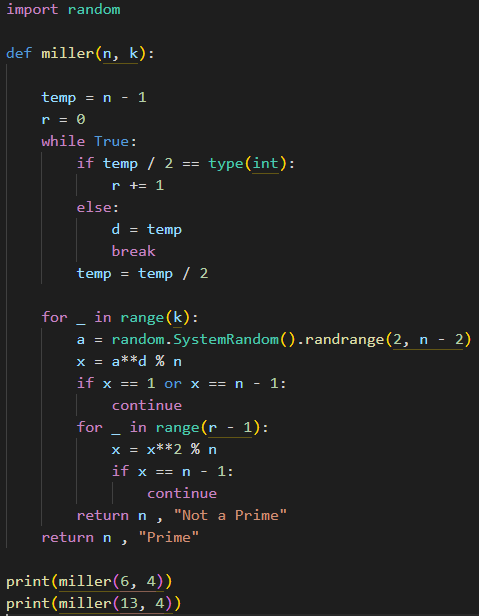 import random
def miller(n, k):
    temp = n - 1
    r = 0
    while True:
        if temp / 2 == type(int):
            r += 1
        else:
            d = temp
            break
        temp = temp / 2
    for _ in range(k):
        a = random.SystemRandom().randrange(2, n - 2)
        x = a**d % n
        if x == 1 or x == n - 1:
            continue
        for _ in range(r - 1):
            x = x**2 % n
            if x == n - 1:
                continue
        return n , "Not a Prime"
    return n , "Prime"
print(miller(6, 4))
print(miller(13, 4))